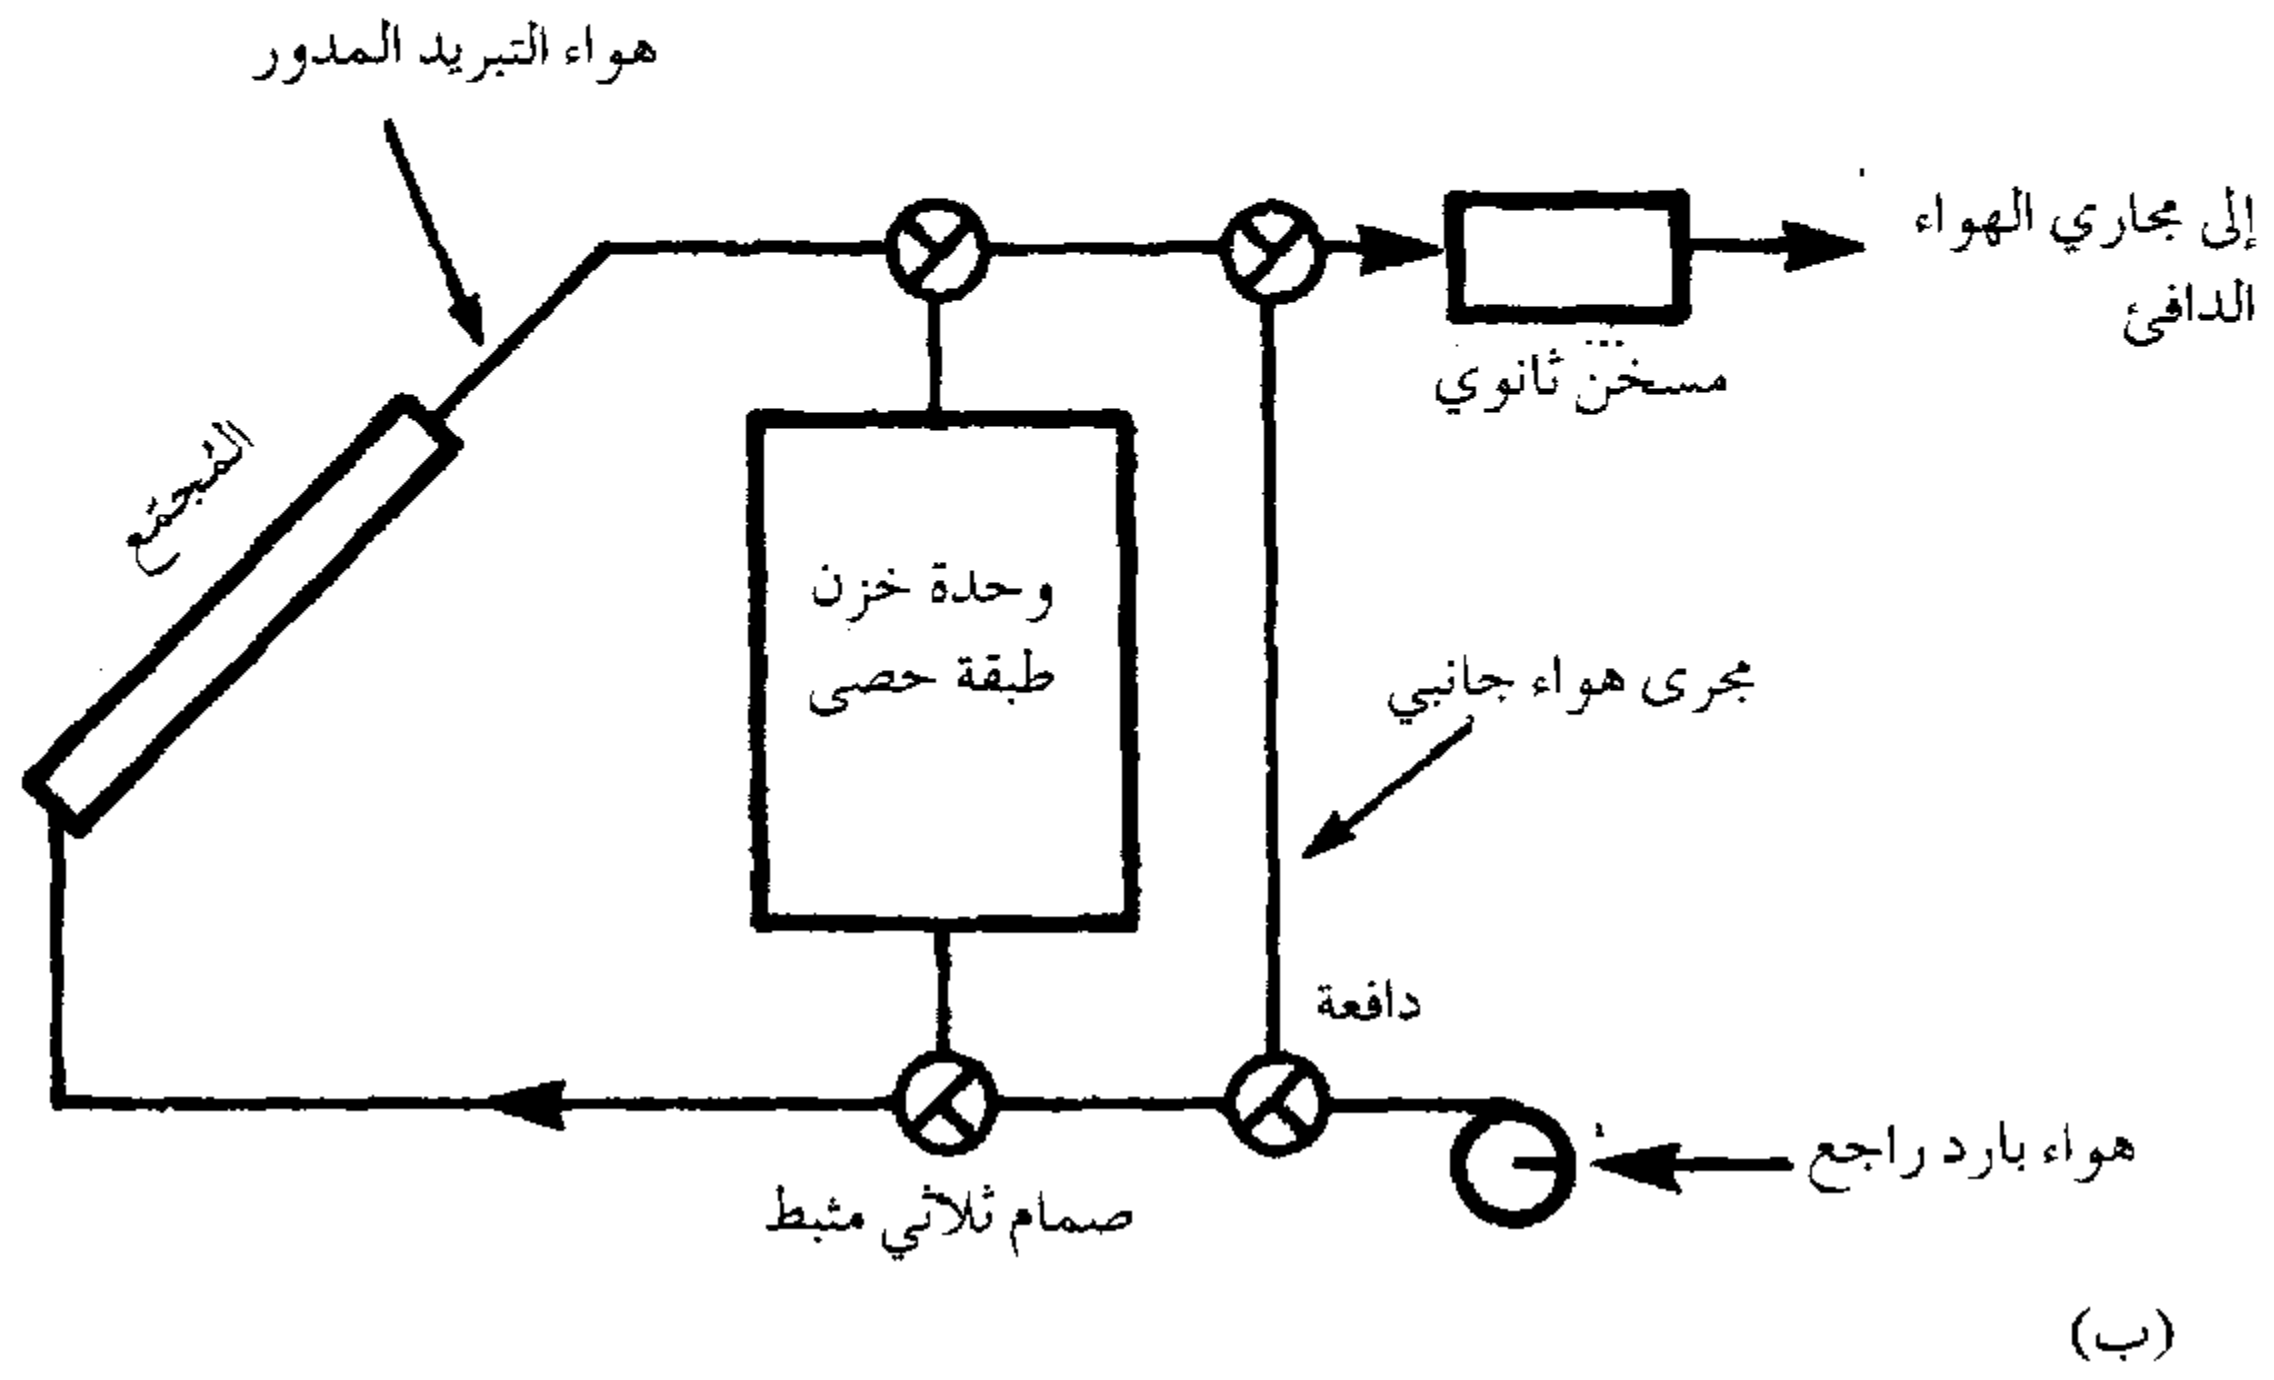 هواء التبريد المدور
إلى مجاري الهواء
الدافئ
مسخن ثانوي
المُجمّع
وحدة خزن
طبقة حصى
مجرى هواء جانبي
دافعة
هواء بارد راجع
صمام ثلاثي مثبط
(ب)